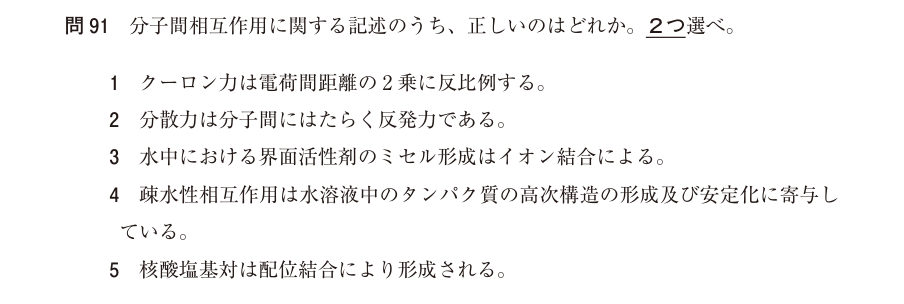 問 91　分子間相互作用に関する記述のうち、正しいのはどれか。２つ選べ。
1　クーロン力は電荷間距離の２乗に反比例する。
2　分散力は分子間にはたらく反発力である。
3　水中における界面活性剤のミセル形成はイオン結合による。
4　疎水性相互作用は水溶液中のタンパク質の高次構造の形成及び安定化に寄与し
ている。
5　核酸塩基対は配位結合により形成される。